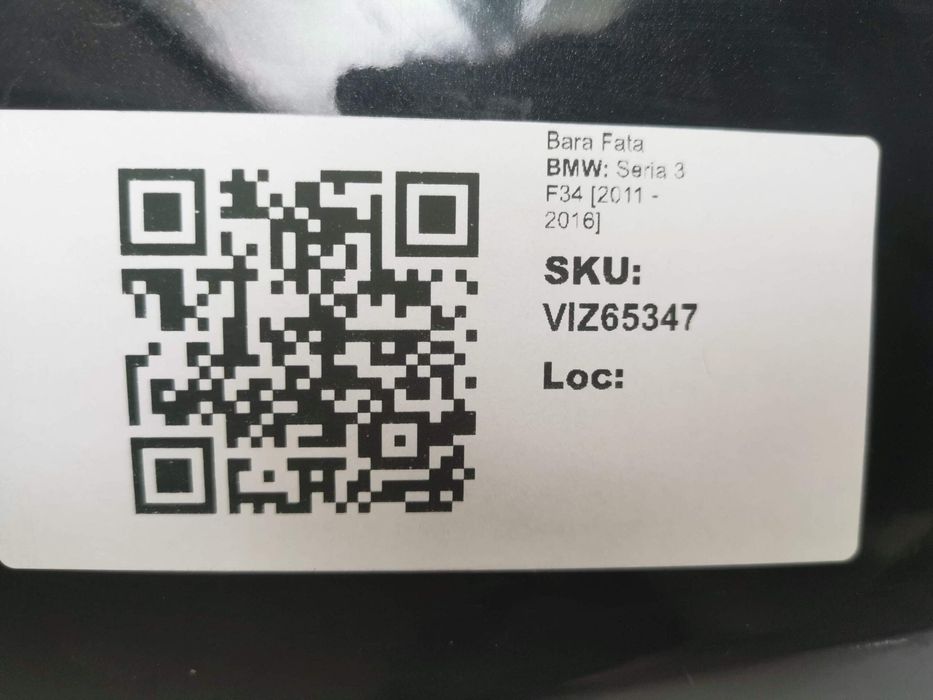 Bara Fata
BMW: Seria 3
F34 [2011 -
2016]
SKU:
VIZ65347
Loc: